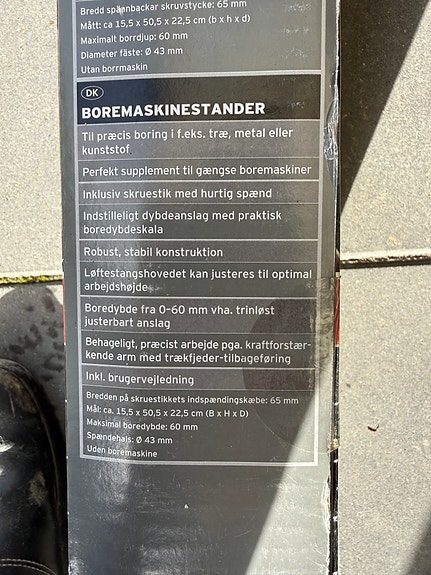 Bredd spännbackar skruvstycke: 65 mm
Mått: ca 15,5 x 50,5 x 22,5 cm (b x h x d)
Maximalt borrdjup: 60 mm
Diameter fäste: Ø 43 mm
Utan borrmaskin
DK
BOREMASKINESTANDER
Til præcis boring i f.eks. træ, metal eller
kunststof
Perfekt supplement til gængse boremaskiner
Inklusiv skruestik med hurtig spænd
Indstilleligt dybdeanslag med praktisk
boredybdeskala
Robust, stabil konstruktion
Løftestangshovedet kan justeres til optimal
arbejdshøjde
Boredybde fra 0–60 mm vha. trinløst
justerbart anslag
Behageligt, præcist arbejde pga. kraftforstær-
kende arm med trækfjeder-tilbageføring
Inkl. brugervejledning
Bredden på skruestikkets indspændingskæbe: 65 mm
Mål: ca. 15,5 x 50,5 x 22,5 cm (B x H x D)
Maksimal boredybde: 60 mm
Spændehals: Ø 43 mm
Uden boremaskine